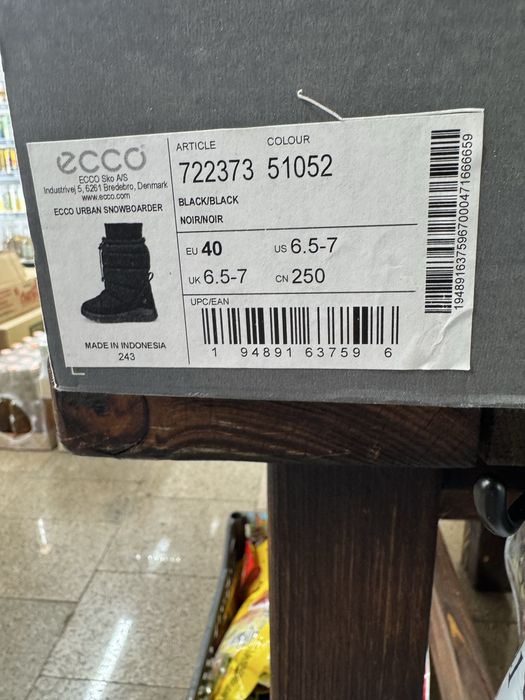 ecco
ECCO Sko A/S
Industrivej 5, 6261 Bredebro, Denmark
www.ecco.com
ECCO URBAN SNOWBOARDER
MADE IN INDONESIA
243
ARTICLE COLOUR
722373 51052
BLACK/BLACK
NOIR/NOIR
EU 40 US 6.5-7
UK 6.5-7 CN 250
UPC/EAN
1 94891 63759 6
1948916375967000471666659